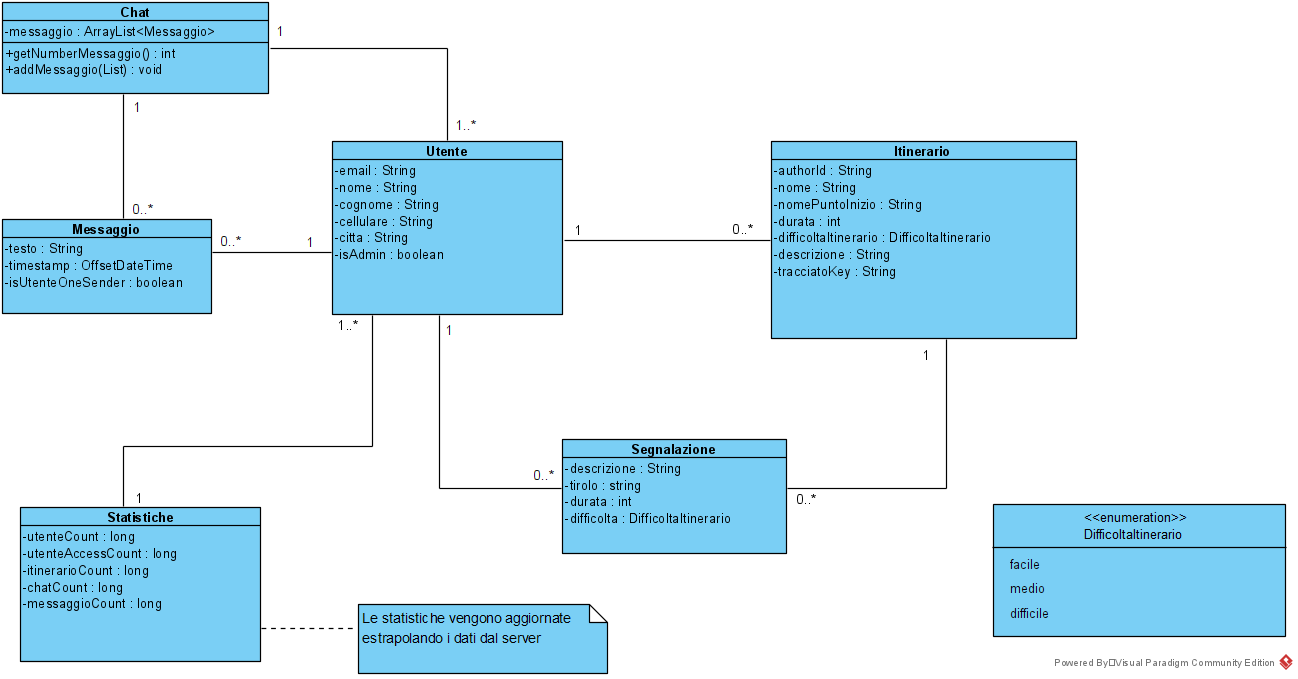 Chat
-messaggio : ArrayList<Messaggio>
+getNumberMessaggio() : int
+addMessaggio(List) : void
1
1
1..*
0..*
Messaggio
-testo : String
-timestamp : OffsetDateTime
-isUtenteOneSender : boolean
0..*
1
Utente
-email : String
-nome : String
-cognome : String
-cellulare : String
-citta : String
-isAdmin : boolean
1
0..*
Itinerario
-authorId : String
-nome : String
-nomePuntoInizio : String
-durata : int
-difficoltaItinerario : DifficoltaItinerario
-descrizione : String
-tracciatoKey : String
1..*
1
1
0..*
0..*
Segnalazione
-descrizione : String
-tirolo : string
-durata : int
-difficolta : DifficoltaItinerario
1
Statistiche
-utenteCount : long
-utenteAccessCount : long
-itinerarioCount : long
-chatCount : long
-messaggioCount : long
Le statistiche vengono aggiornate
estrapolando i dati dal server
<<enumeration>>
DifficoltaItinerario
facile
medio
difficile
Powered By□Visual Paradigm Community Edition